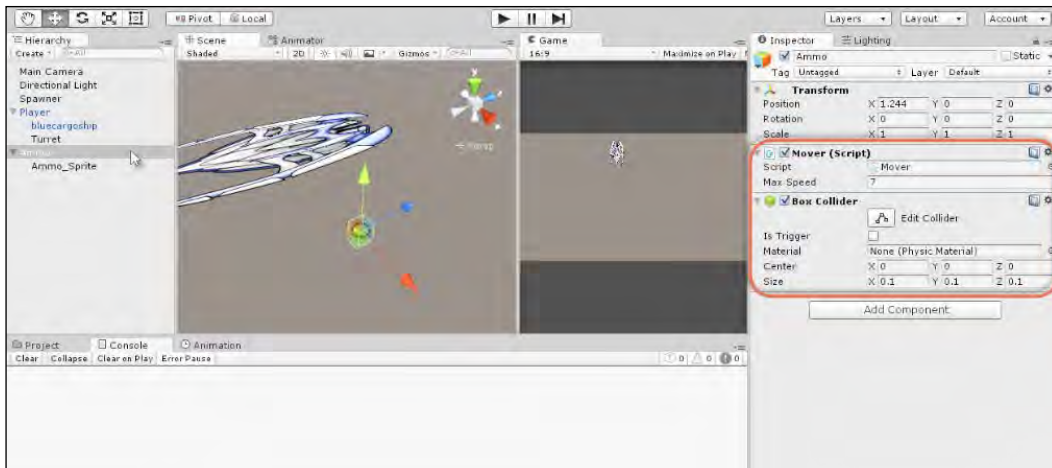 Pivot Local Layers Layout Account
Hierarchy
Create All
Main Camera
Directional Light
Spawner
Player
bluecargoship
Turret
Ammo
Ammo_Sprite
Scene Animator
Shaded 2D Gizmos All
y
x
Persp
Game
16:9 Maximize on Play
Inspector Lighting
Ammo Static
Tag Untagged Layer Default
Transform
Position X 1.244 Y 0 Z 0
Rotation X 0 Y 0 Z 0
Scale X 1 Y 1 Z 1
Mover (Script)
Script Mover
Max Speed 7
Box Collider
Edit Collider
Is Trigger
Material None (Physic Material)
Center X 0 Y 0 Z 0
Size X 0.1 Y 0.1 Z 0.1
Add Component
Project Console Animation
Clear Collapse Clear on Play Error Pause 0 0 0